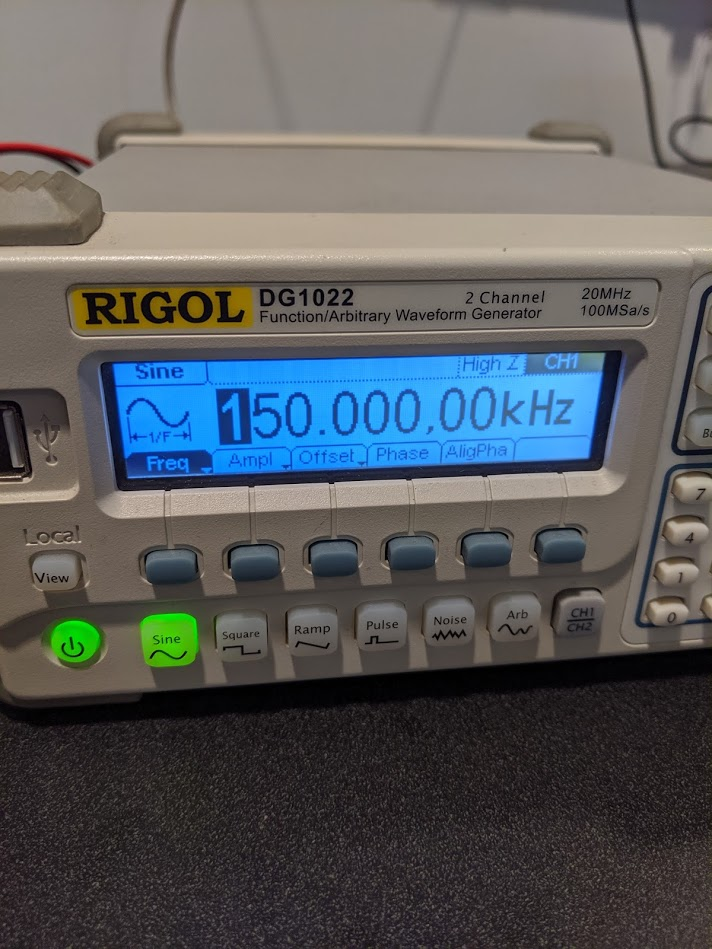 RIGOL DG1022 2 Channel 20MHz
Function/Arbitrary Waveform Generator 100MSa/s
Sine High Z CH1
150.000,00kHz
1/F
Freq Ampl Offset Phase AligPha
Local
View
Sine Square Ramp Pulse Noise Arb CH1
CH2
7
4
1
0